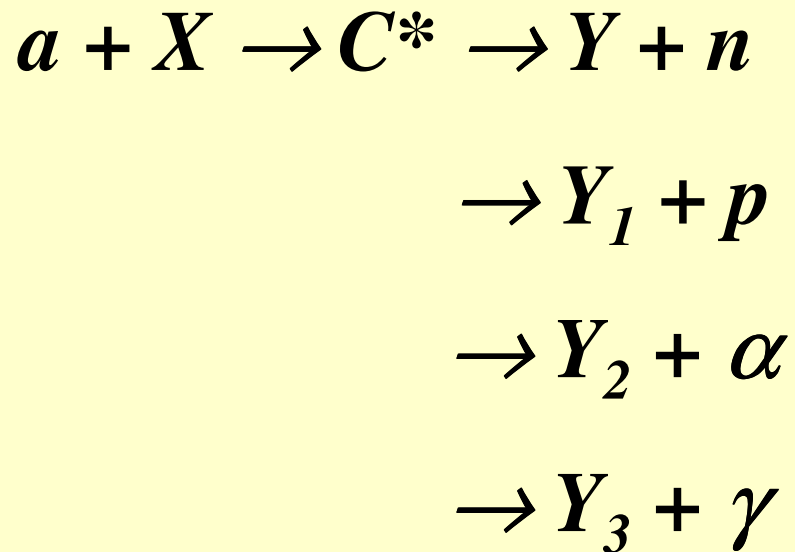 a + X → C* → Y + n
→ Y₁ + p
→ Y₂ + α
→ Y₃ + γ